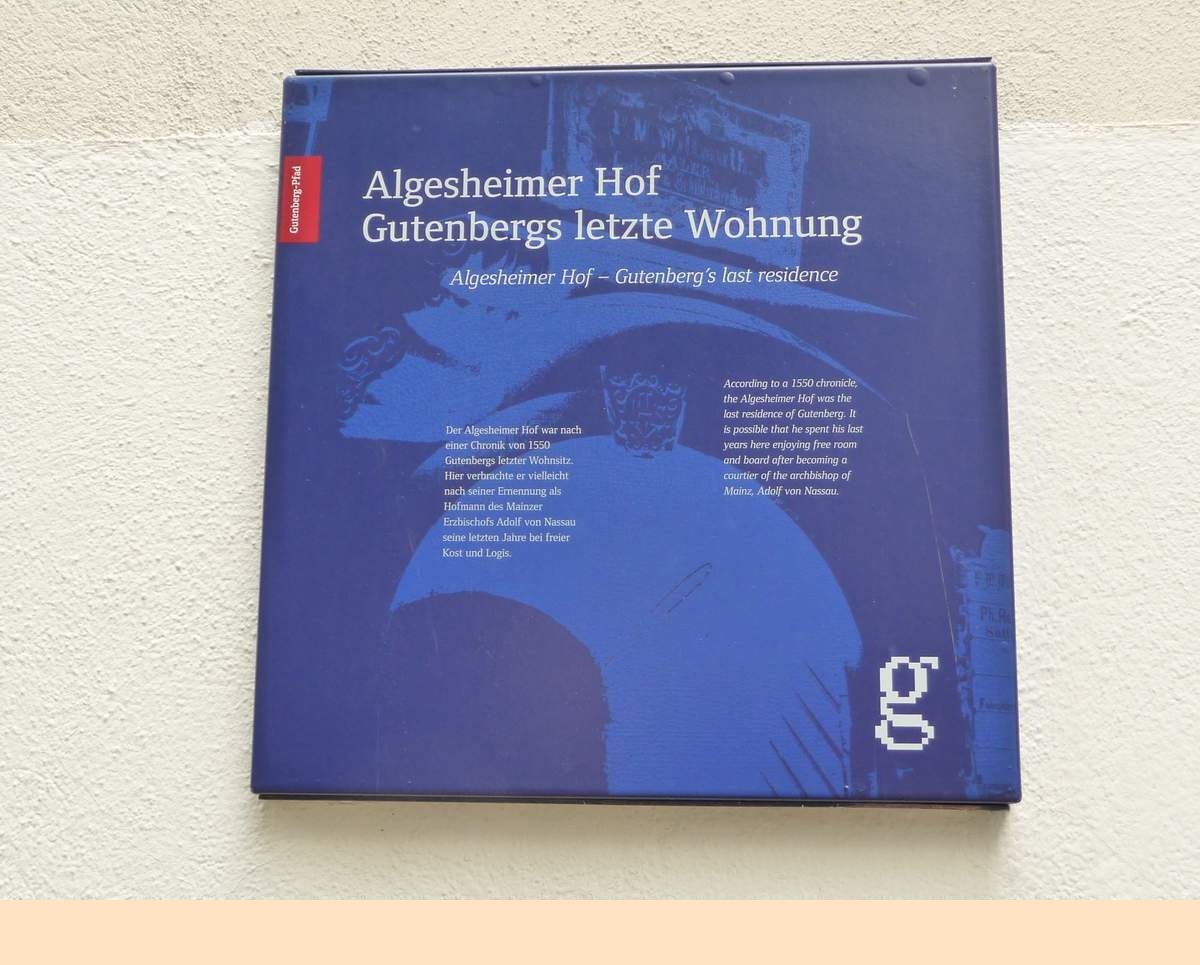 Gutenberg-Pfad
Algesheimer Hof
Gutenbergs letzte Wohnung
Algesheimer Hof – Gutenberg's last residence
Der Algesheimer Hof war nach
einer Chronik von 1550
Gutenbergs letzter Wohnsitz.
Hier verbrachte er vielleicht
nach seiner Ernennung als
Hofmann des Mainzer
Erzbischofs Adolf von Nassau
seine letzten Jahre bei freier
Kost und Logis.
According to a 1550 chronicle,
the Algesheimer Hof was the
last residence of Gutenberg. It
is possible that he spent his last
years here enjoying free room
and board after becoming a
courtier of the archbishop of
Mainz, Adolf von Nassau.
g